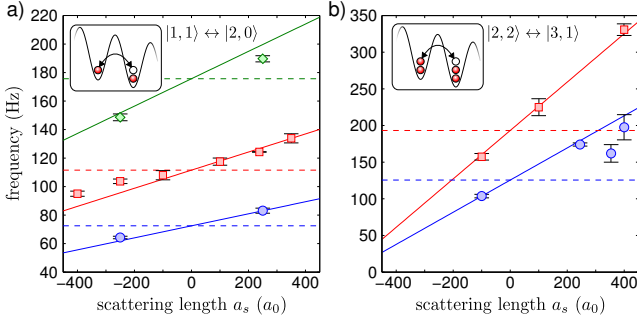 a)
|1, 1⟩ ↔ |2, 0⟩
frequency (Hz)
220
200
180
160
140
120
100
80
60
40
−400 −200 0 200 400
scattering length a_s (a_0)
b)
|2, 2⟩ ↔ |3, 1⟩
350
300
250
200
150
100
50
0
−400 −200 0 200 400
scattering length a_s (a_0)